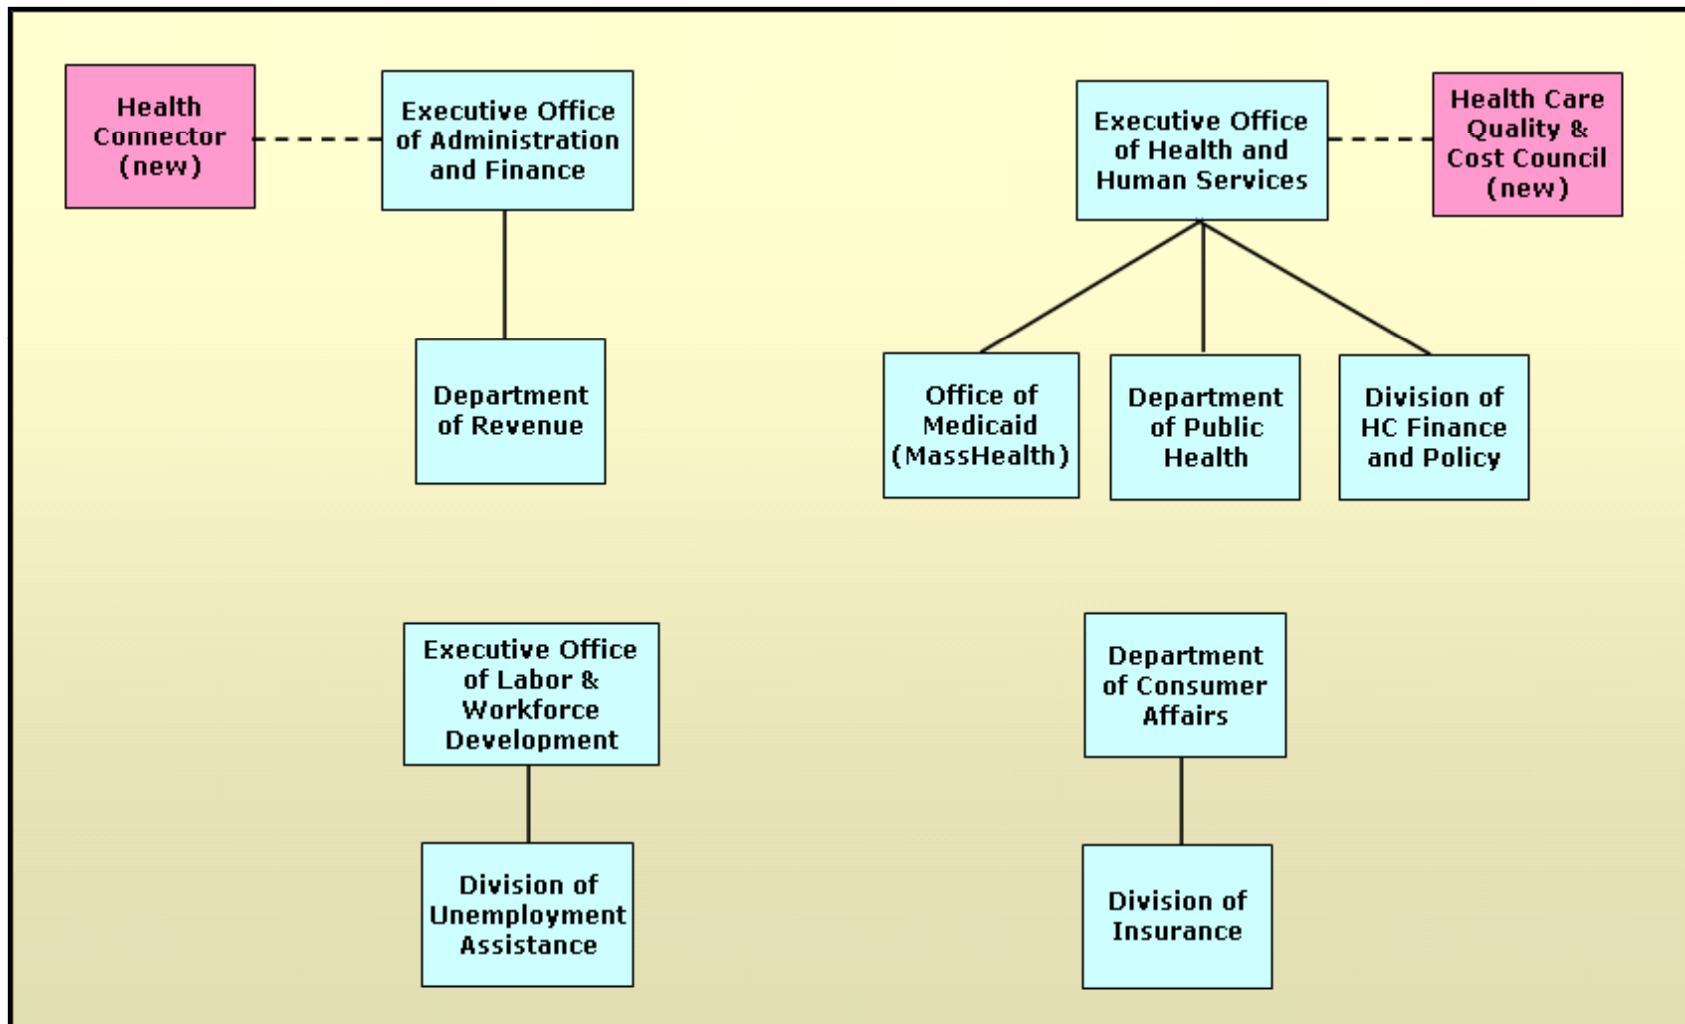 Health
Connector
(new)
Executive Office
of Administration
and Finance
Executive Office
of Health and
Human Services
Health Care
Quality &
Cost Council
(new)
Department
of Revenue
Office of
Medicaid
(MassHealth)
Department
of Public
Health
Division of
HC Finance
and Policy
Executive Office
of Labor &
Workforce
Development
Department
of Consumer
Affairs
Division of
Unemployment
Assistance
Division of
Insurance